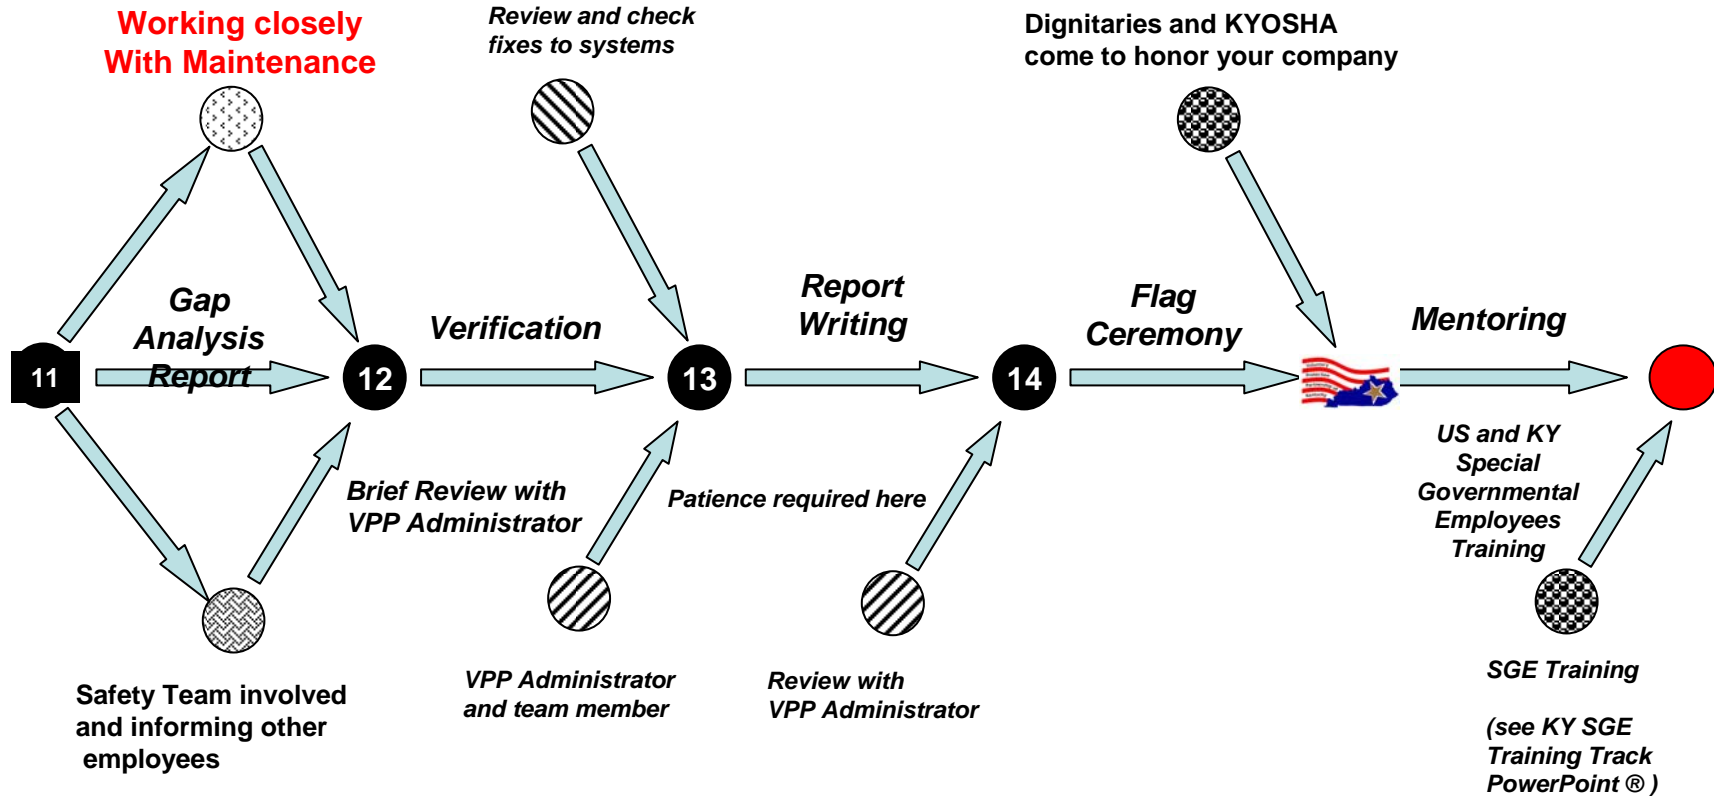 Working closely
With Maintenance
Review and check
fixes to systems
Dignitaries and KYOSHA
come to honor your company
Gap
Analysis
Report
Verification
Report
Writing
Flag
Ceremony
Mentoring
11
12
13
14
Brief Review with
VPP Administrator
Patience required here
US and KY
Special
Governmental
Employees
Training
Safety Team involved
and informing other
employees
VPP Administrator
and team member
Review with
VPP Administrator
SGE Training
(see KY SGE
Training Track
PowerPoint ® )